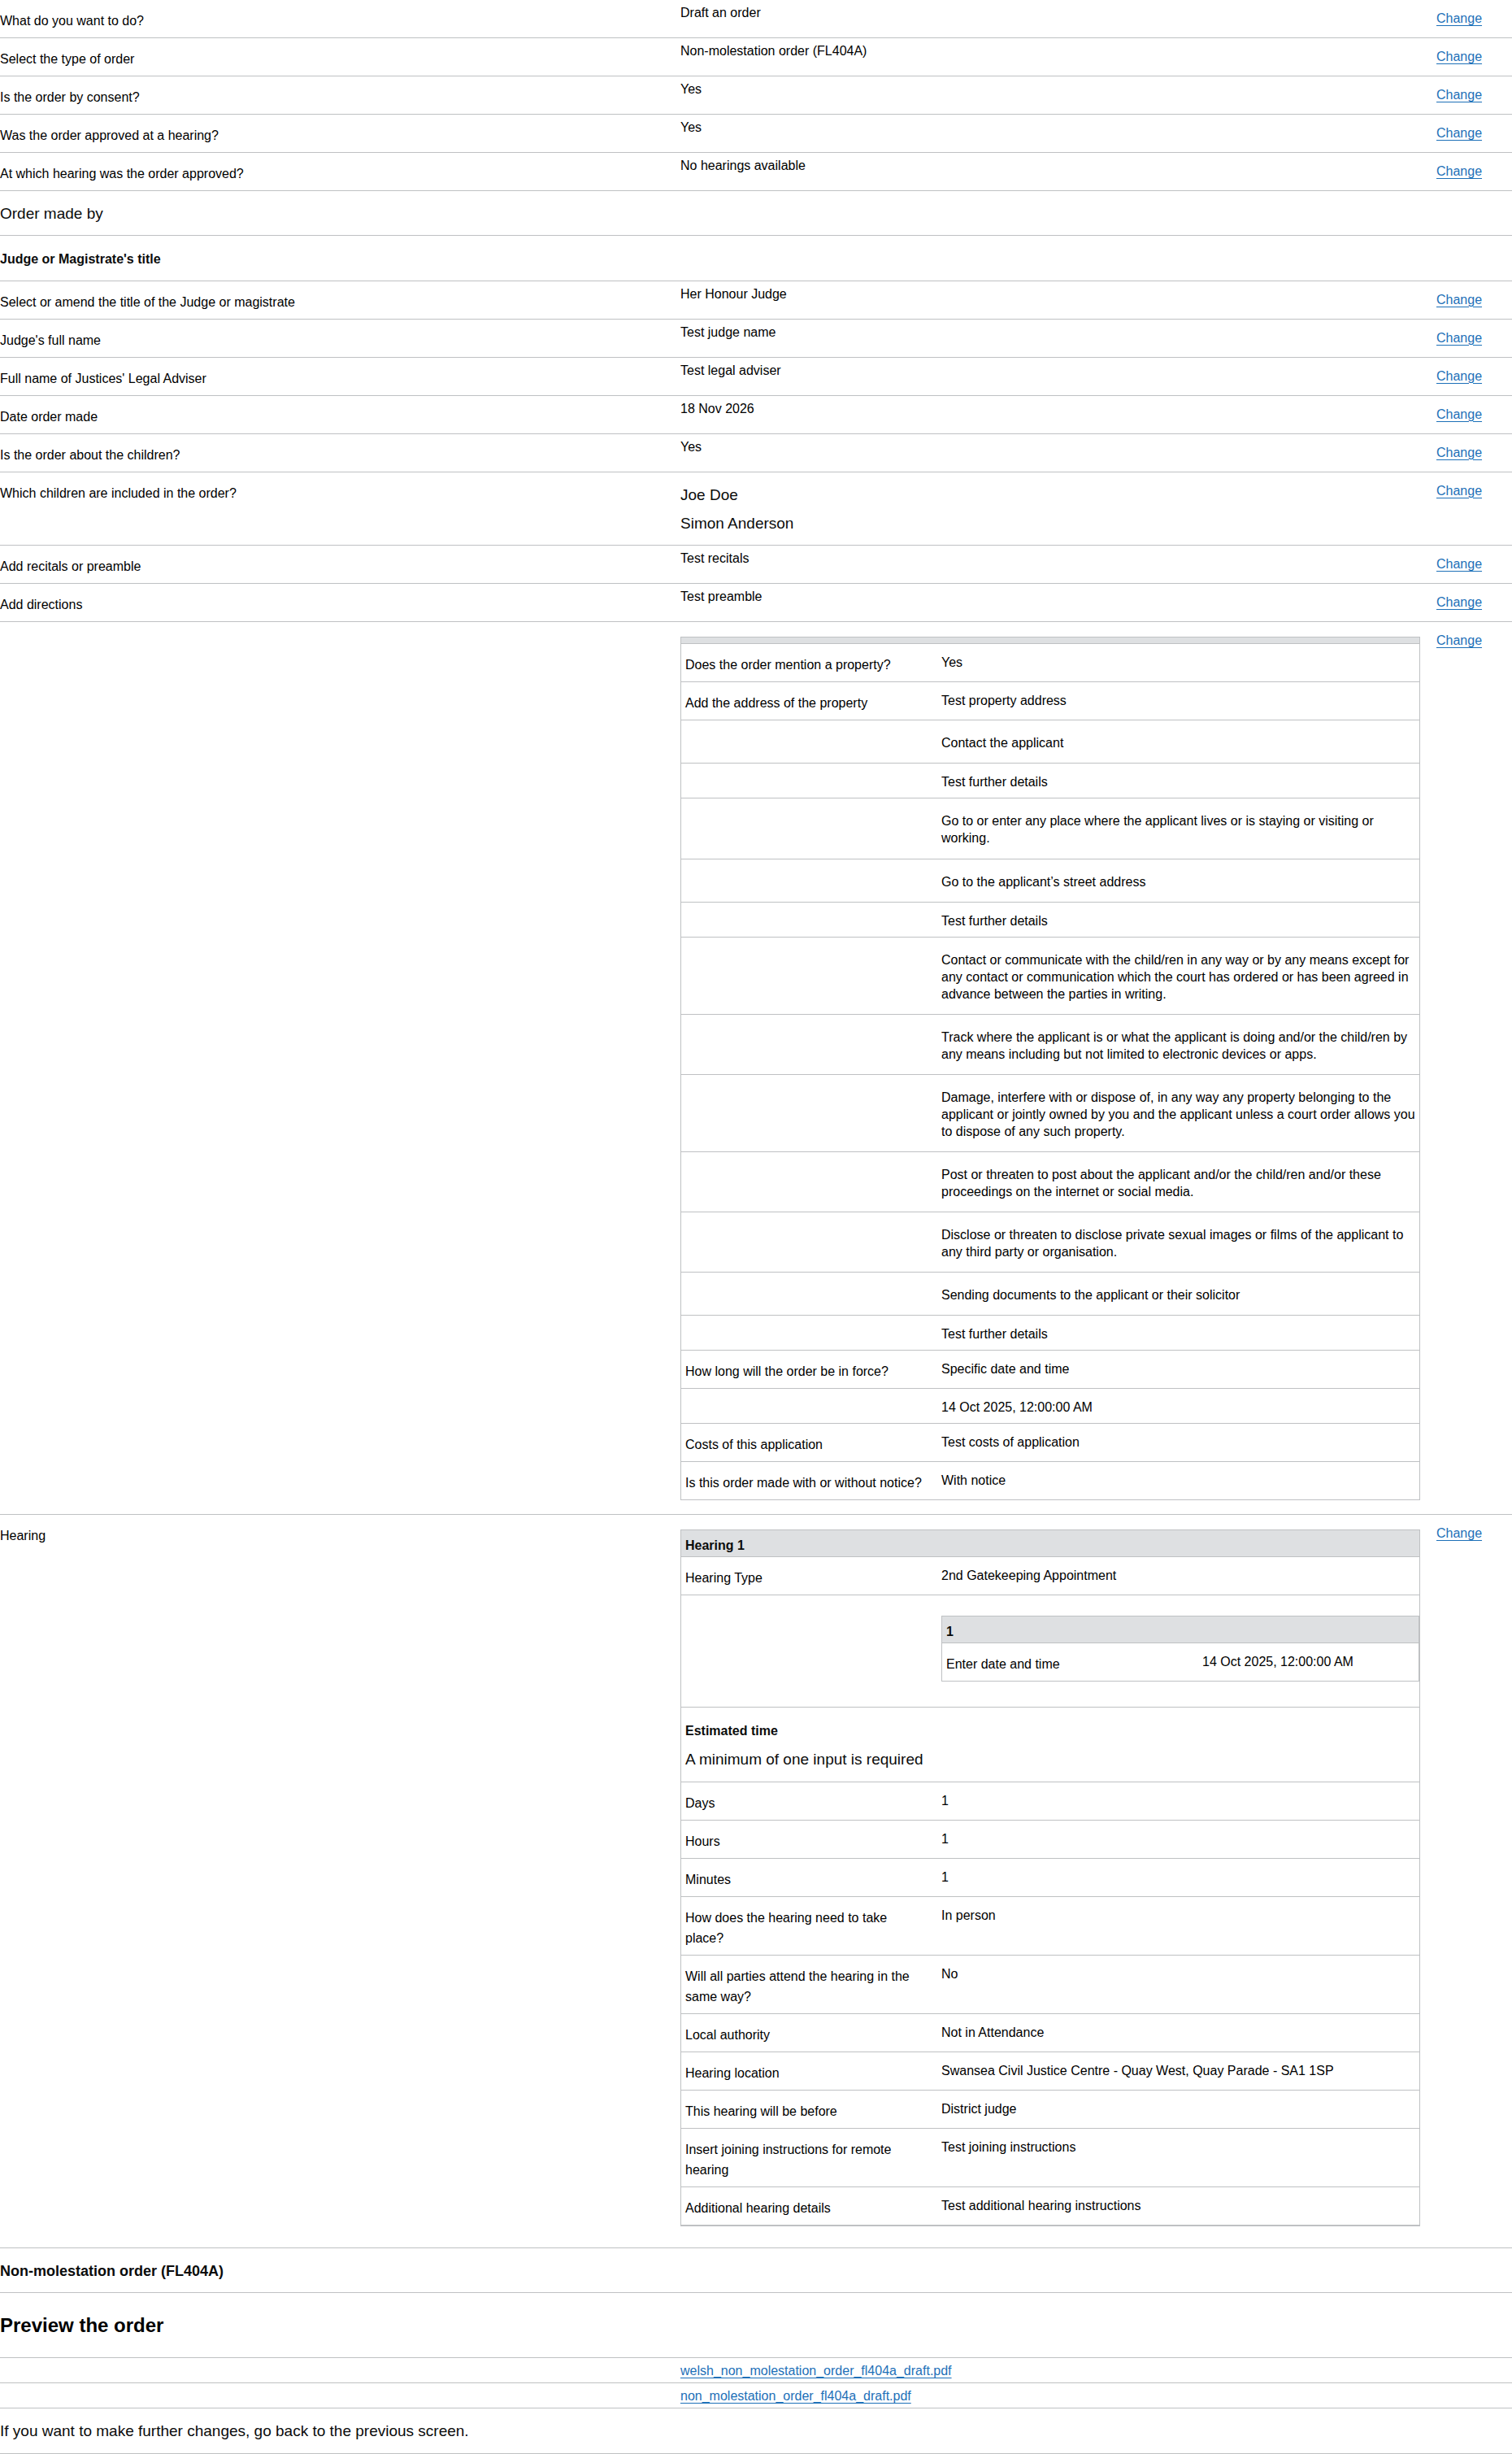 What do you want to do? Draft an order Change
Select the type of order Non-molestation order (FL404A) Change
Is the order by consent? Yes Change
Was the order approved at a hearing? Yes Change
At which hearing was the order approved? No hearings available Change
Order made by
Judge or Magistrate's title
Select or amend the title of the Judge or magistrate Her Honour Judge Change
Judge's full name Test judge name Change
Full name of Justices' Legal Adviser Test legal adviser Change
Date order made 18 Nov 2026 Change
Is the order about the children? Yes Change
Which children are included in the order? Joe Doe Change
Simon Anderson
Add recitals or preamble Test recitals Change
Add directions Test preamble Change
Change
Does the order mention a property? Yes
Add the address of the property Test property address
Contact the applicant
Test further details
Go to or enter any place where the applicant lives or is staying or visiting or
working.
Go to the applicant’s street address
Test further details
Contact or communicate with the child/ren in any way or by any means except for
any contact or communication which the court has ordered or has been agreed in
advance between the parties in writing.
Track where the applicant is or what the applicant is doing and/or the child/ren by
any means including but not limited to electronic devices or apps.
Damage, interfere with or dispose of, in any way any property belonging to the
applicant or jointly owned by you and the applicant unless a court order allows you
to dispose of any such property.
Post or threaten to post about the applicant and/or the child/ren and/or these
proceedings on the internet or social media.
Disclose or threaten to disclose private sexual images or films of the applicant to
any third party or organisation.
Sending documents to the applicant or their solicitor
Test further details
How long will the order be in force? Specific date and time
14 Oct 2025, 12:00:00 AM
Costs of this application Test costs of application
Is this order made with or without notice? With notice
Hearing Change
Hearing 1
Hearing Type 2nd Gatekeeping Appointment
1
Enter date and time 14 Oct 2025, 12:00:00 AM
Estimated time
A minimum of one input is required
Days 1
Hours 1
Minutes 1
How does the hearing need to take In person
place?
Will all parties attend the hearing in the No
same way?
Local authority Not in Attendance
Hearing location Swansea Civil Justice Centre - Quay West, Quay Parade - SA1 1SP
This hearing will be before District judge
Insert joining instructions for remote Test joining instructions
hearing
Additional hearing details Test additional hearing instructions
Non-molestation order (FL404A)
Preview the order
welsh_non_molestation_order_fl404a_draft.pdf
non_molestation_order_fl404a_draft.pdf
If you want to make further changes, go back to the previous screen.